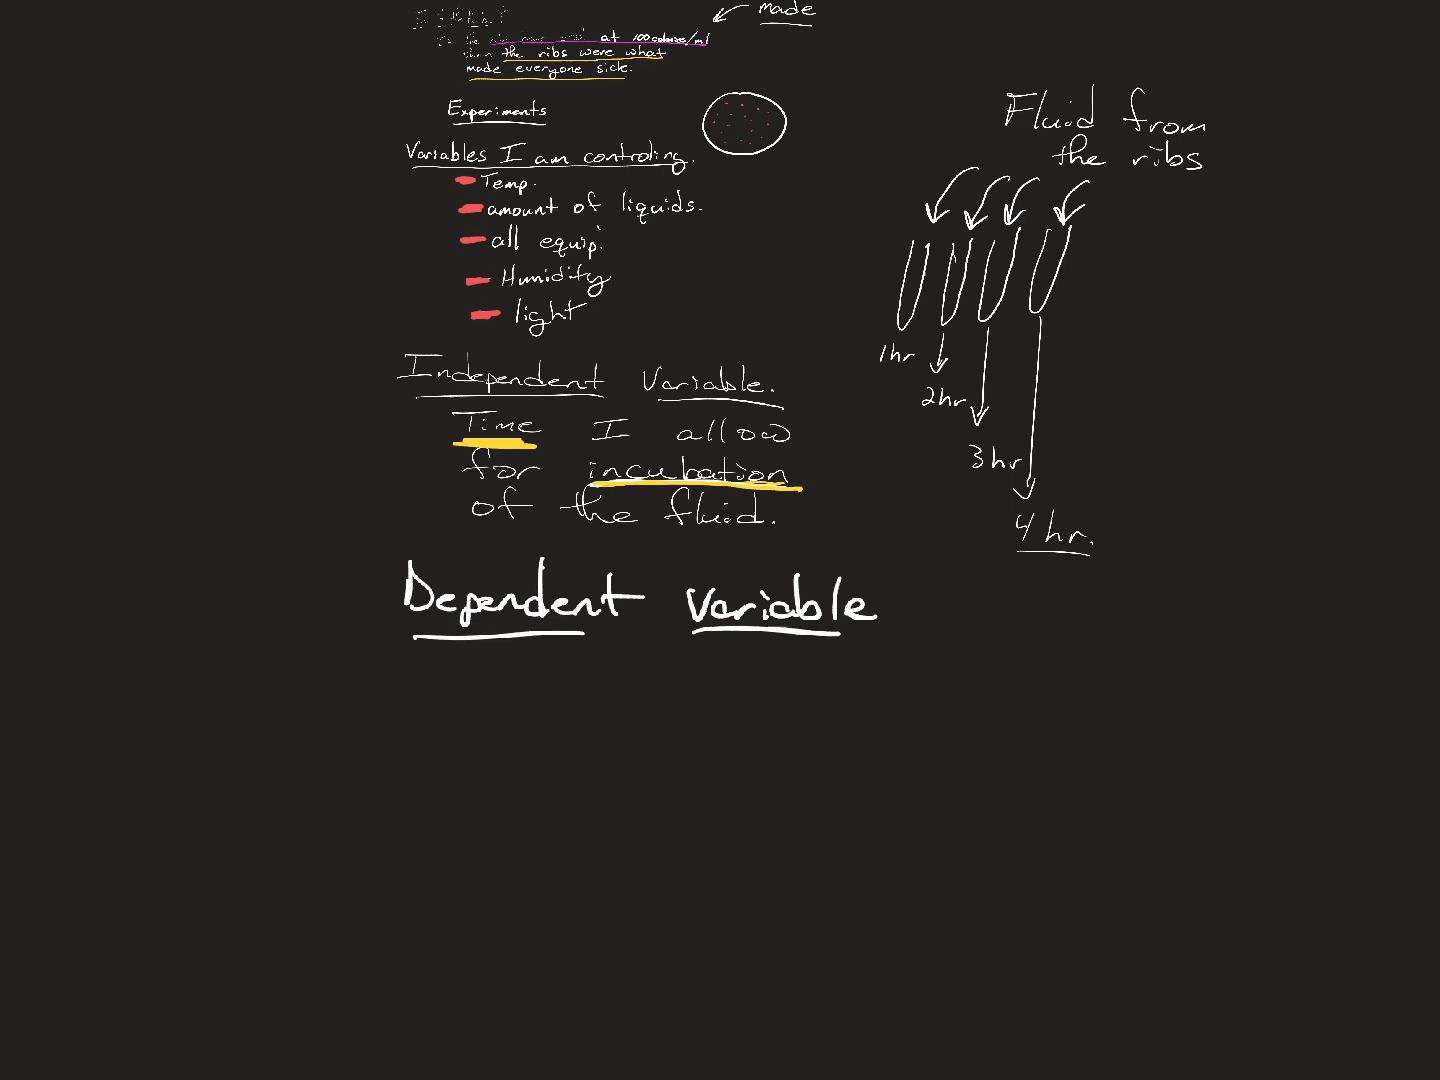 made
at 100 colonies/ml
the ribs were what
made everyone sick.
Experiments
Variables I am controling.
Temp.
amount of liquids.
all equip.
Humidity
light
Independent Variable.
Time I allow
for incubation
of the fluid.
Dependent Variable
Fluid from
the ribs
1hr
2hr
3hr
4hr.